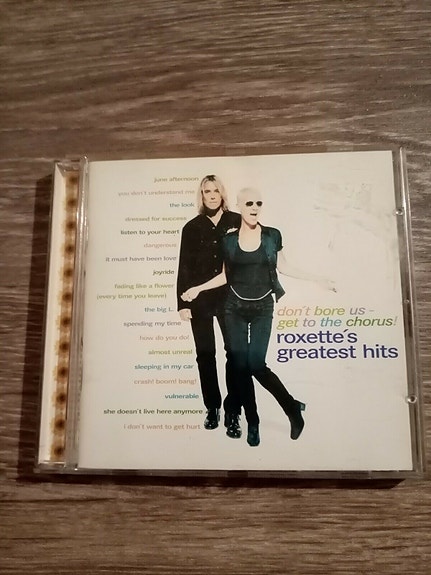 june afternoon
you don't understand me
the look
dressed for success
listen to your heart
dangerous
it must have been love
joyride
fading like a flower
(every time you leave)
the big L.
spending my time
how do you do!
almost unreal
sleeping in my car
crash! boom! bang!
vulnerable
she doesn't live here anymore
i don't want to get hurt
don't bore us -
get to the chorus!
roxette's
greatest hits